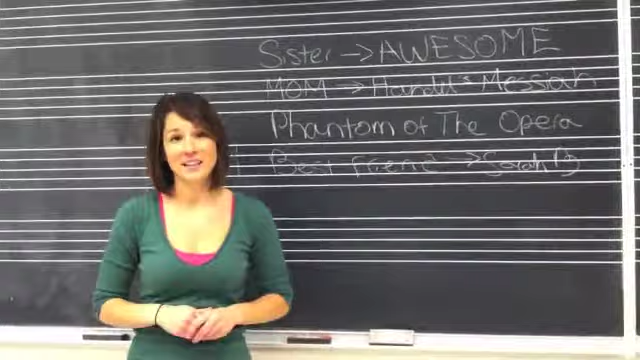 Sister → AWESOME
MOM → Handel's Messiah
Phantom of The Opera
Best Friend → Sarah